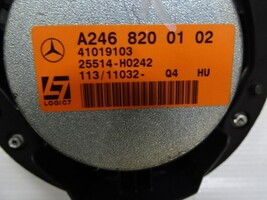 A246 820 01 02
41019103
25514-H0242
113/11032- Q4 HU
LOGIC7